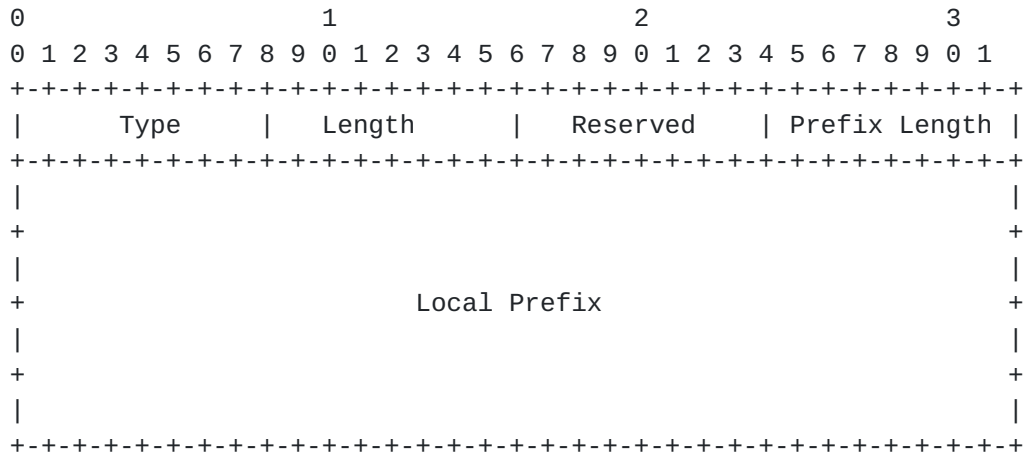 0                   1                   2                   3
0 1 2 3 4 5 6 7 8 9 0 1 2 3 4 5 6 7 8 9 0 1 2 3 4 5 6 7 8 9 0 1
+-+-+-+-+-+-+-+-+-+-+-+-+-+-+-+-+-+-+-+-+-+-+-+-+-+-+-+-+-+-+-+-+
|      Type     |   Length      |   Reserved    | Prefix Length |
+-+-+-+-+-+-+-+-+-+-+-+-+-+-+-+-+-+-+-+-+-+-+-+-+-+-+-+-+-+-+-+-+
|                                                               |
+                                                               +
|                                                               |
+                         Local Prefix                          +
|                                                               |
+                                                               +
|                                                               |
+-+-+-+-+-+-+-+-+-+-+-+-+-+-+-+-+-+-+-+-+-+-+-+-+-+-+-+-+-+-+-+-+